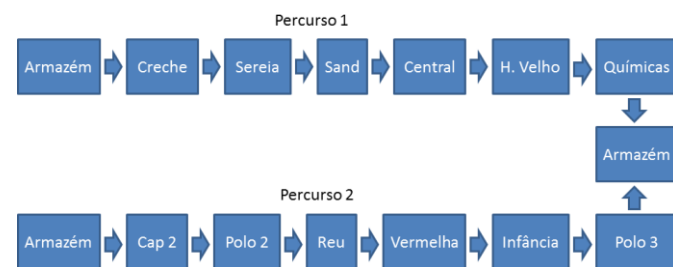 Percurso 1
Armazém
Creche
Sereia
Sand
Central
H. Velho
Químicas
Armazém
Percurso 2
Armazém
Cap 2
Polo 2
Reu
Vermelha
Infância
Polo 3